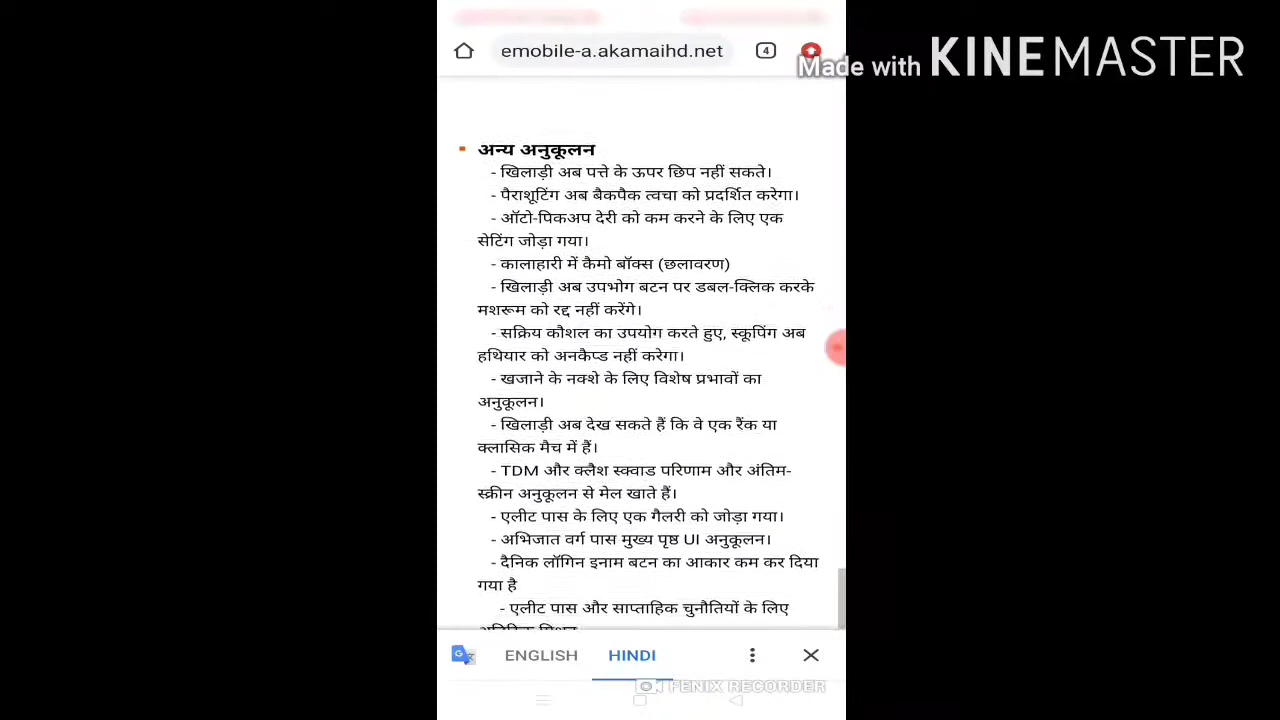 emobile-a.akamaihd.net
4
Made with KINEMASTER
अन्य अनुकूलन
- खिलाड़ी अब पत्ते के ऊपर छिप नहीं सकते।
- पैराशूटिंग अब बैकपैक त्वचा को प्रदर्शित करेगा।
- ऑटो-पिकअप देरी को कम करने के लिए एक
सेटिंग जोड़ा गया।
- कालाहारी में कैमो बॉक्स (छलावरण)
- खिलाड़ी अब उपभोग बटन पर डबल-क्लिक करके
मशरूम को रद्द नहीं करेंगे।
- सक्रिय कौशल का उपयोग करते हुए, स्कूपिंग अब
हथियार को अनकैप्ड नहीं करेगा।
- खजाने के नक्शे के लिए विशेष प्रभावों का
अनुकूलन।
- खिलाड़ी अब देख सकते हैं कि वे एक रैंक या
क्लासिक मैच में हैं।
- TDM और क्लैश स्क्वाड परिणाम और अंतिम-
स्क्रीन अनुकूलन से मेल खाते हैं।
- एलीट पास के लिए एक गैलरी को जोड़ा गया।
- अभिजात वर्ग पास मुख्य पृष्ठ UI अनुकूलन।
- दैनिक लॉगिन इनाम बटन का आकार कम कर दिया
गया है
- एलीट पास और साप्ताहिक चुनौतियों के लिए
ENGLISH HINDI
FENIX RECORDER